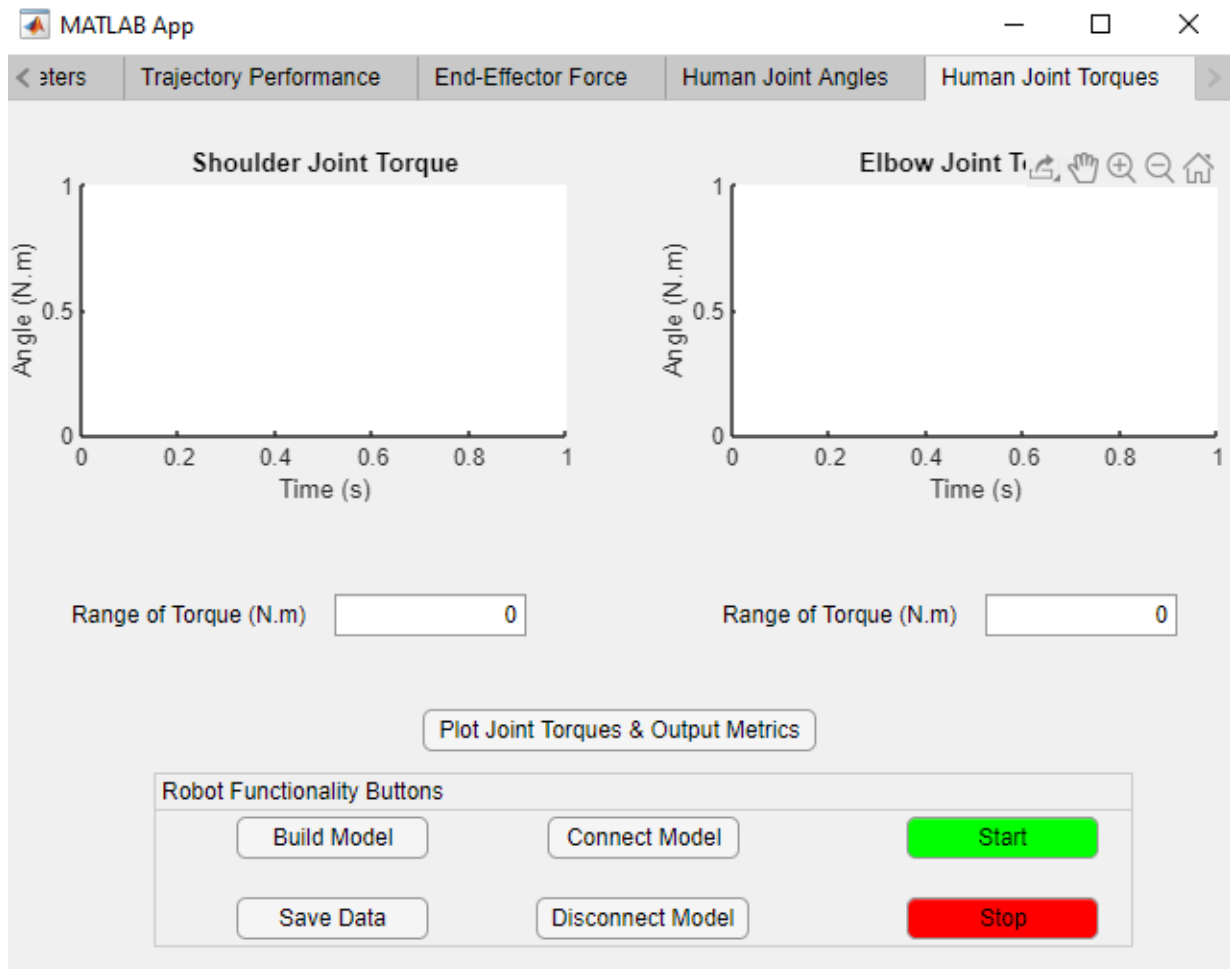 MATLAB App
eters Trajectory Performance End-Effector Force Human Joint Angles Human Joint Torques
Shoulder Joint Torque
Angle (N.m)
1
0.5
0
0 0.2 0.4 0.6 0.8 1
Time (s)
Elbow Joint
Angle (N.m)
1
0.5
0
0 0.2 0.4 0.6 0.8 1
Time (s)
Range of Torque (N.m) 0
Range of Torque (N.m) 0
Plot Joint Torques & Output Metrics
Robot Functionality Buttons
Build Model Connect Model Start
Save Data Disconnect Model Stop